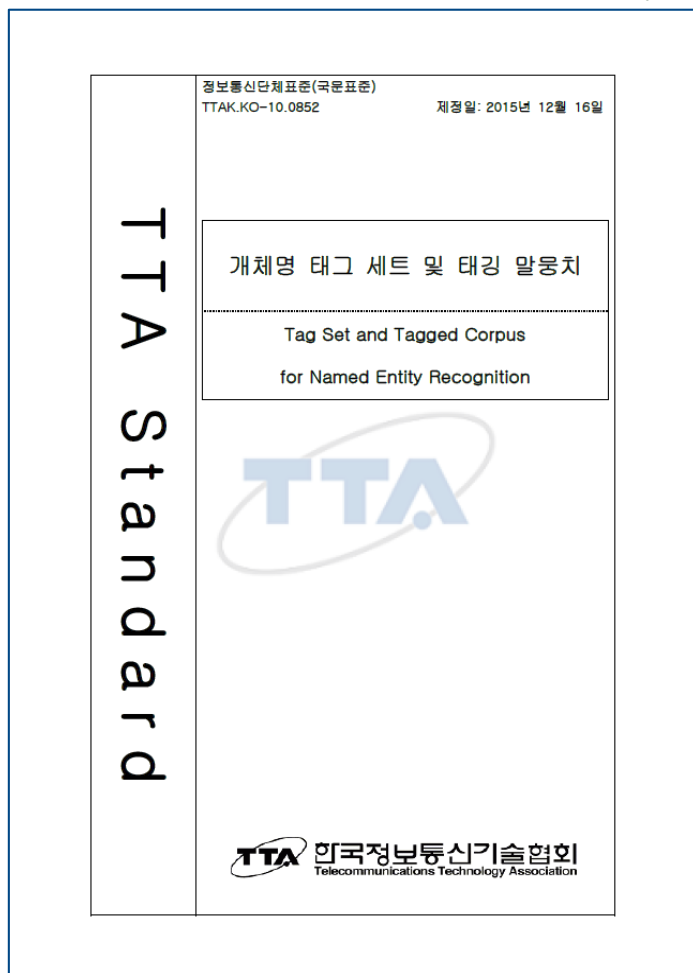 정보통신단체표준(국문표준)
TTAK.KO-10.0852 제정일: 2015년 12월 16일
TTA Standard
개체명 태그 세트 및 태깅 말뭉치
Tag Set and Tagged Corpus
for Named Entity Recognition
TTA
TTA 한국정보통신기술협회
Telecommunications Technology Association